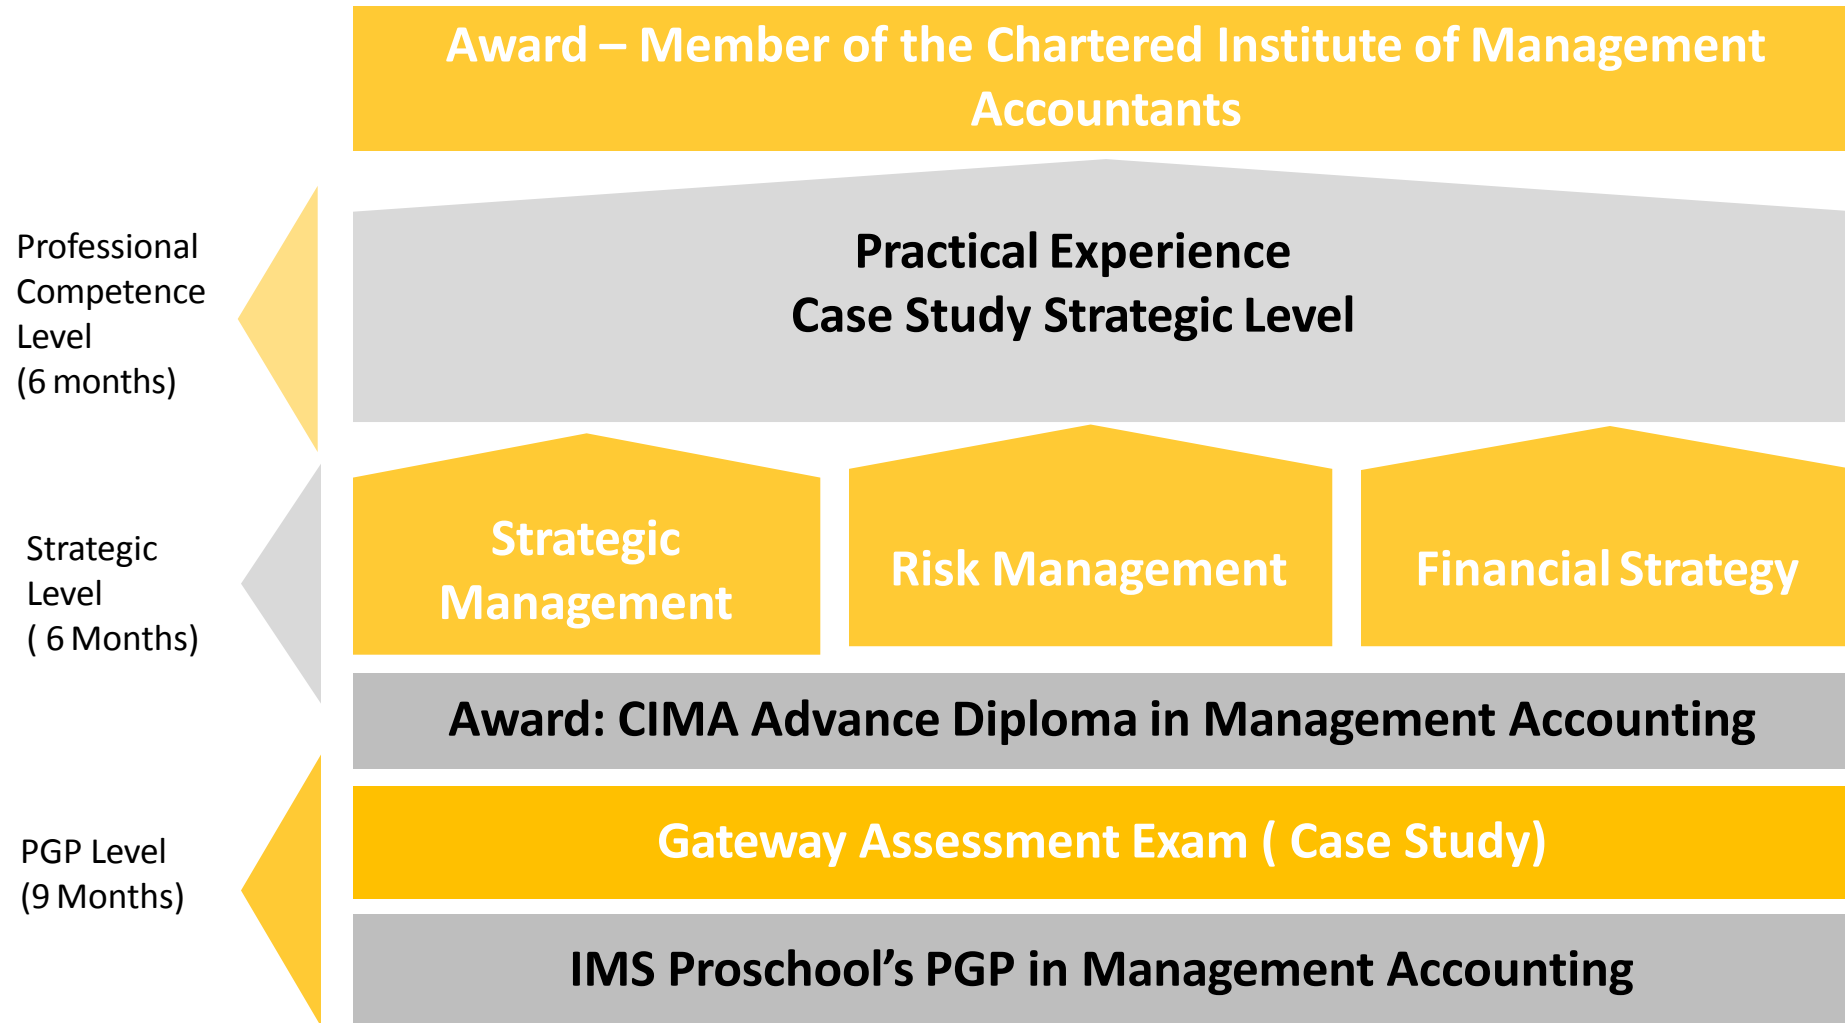 Award – Member of the Chartered Institute of Management
Accountants
Professional
Competence
Level
(6 months)
Practical Experience
Case Study Strategic Level
Strategic
Level
( 6 Months)
Strategic
Management
Risk Management
Financial Strategy
Award: CIMA Advance Diploma in Management Accounting
PGP Level
(9 Months)
Gateway Assessment Exam ( Case Study)
IMS Proschool’s PGP in Management Accounting